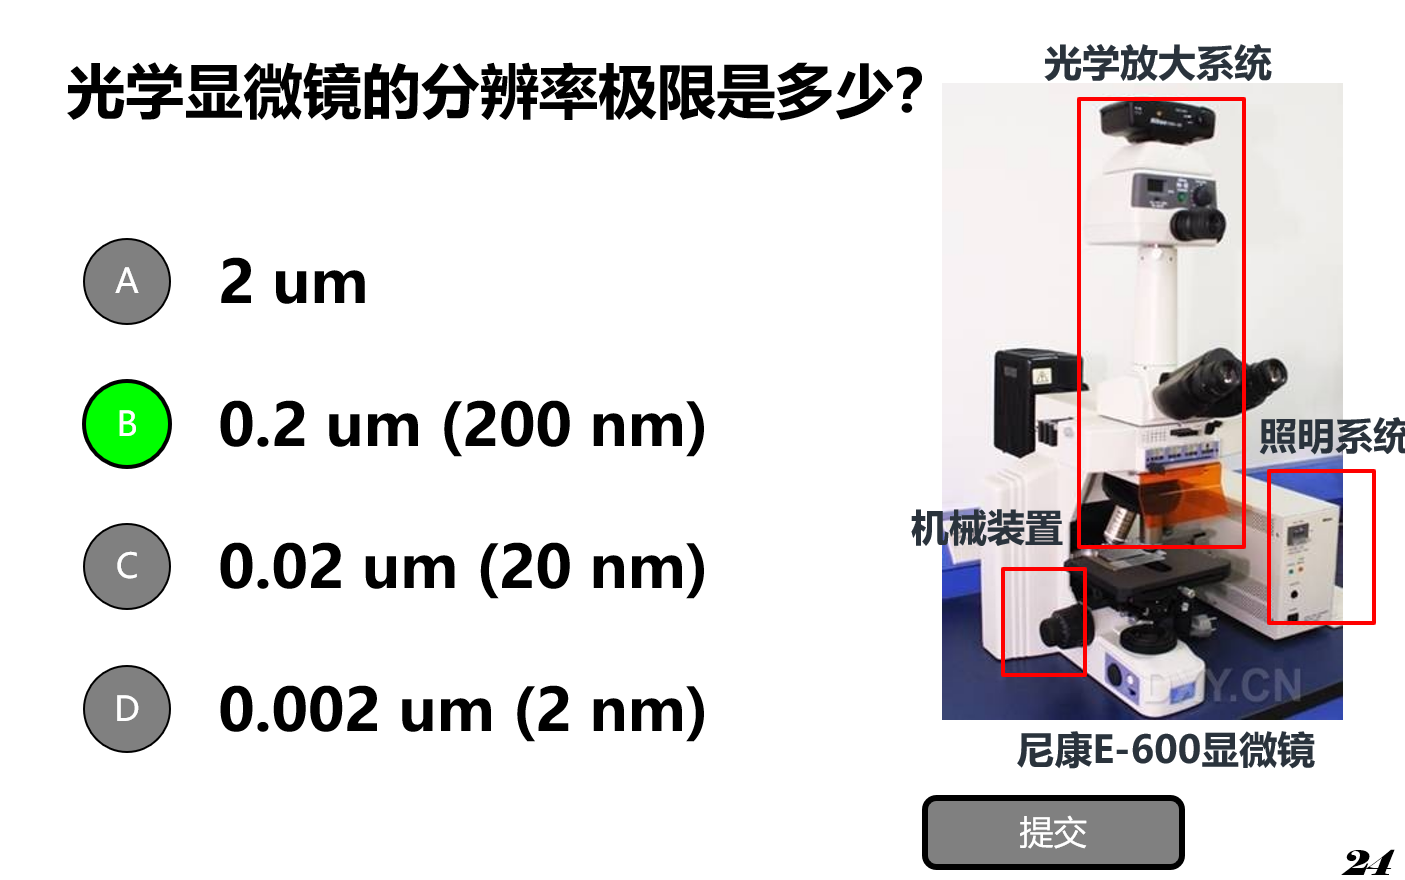 光学显微镜的分辨率极限是多少?
光学放大系统
A 2 um
B 0.2 um (200 nm)
照明系统
机械装置
C 0.02 um (20 nm)
D 0.002 um (2 nm)
DXY.CN
尼康E-600显微镜
提交
24